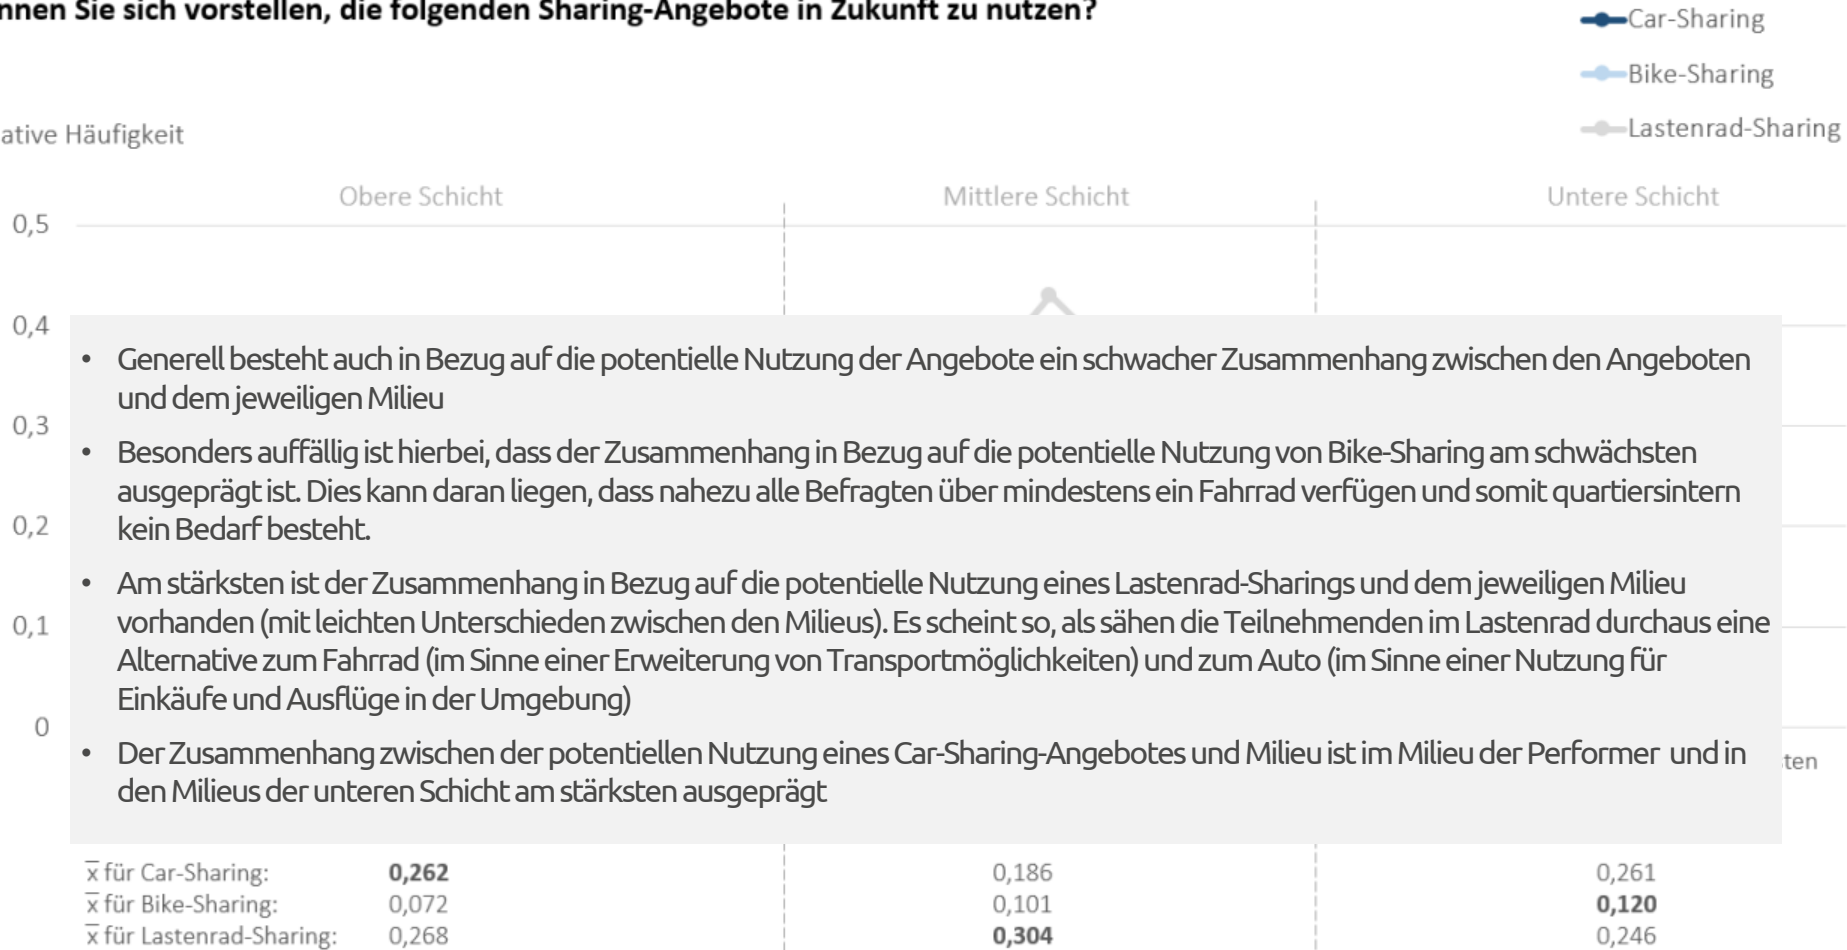 nnen Sie sich vorstellen, die folgenden Sharing-Angebote in Zukunft zu nutzen?
Car-Sharing
Bike-Sharing
Lastenrad-Sharing
ative Häufigkeit
Obere Schicht
Mittlere Schicht
Untere Schicht
0,5
0,4
0,3
0,2
0,1
0
• Generell besteht auch in Bezug auf die potentielle Nutzung der Angebote ein schwacher Zusammenhang zwischen den Angeboten
und dem jeweiligen Milieu
• Besonders auffällig ist hierbei, dass der Zusammenhang in Bezug auf die potentielle Nutzung von Bike-Sharing am schwächsten
ausgeprägt ist. Dies kann daran liegen, dass nahezu alle Befragten über mindestens ein Fahrrad verfügen und somit quartiersintern
kein Bedarf besteht.
• Am stärksten ist der Zusammenhang in Bezug auf die potentielle Nutzung eines Lastenrad-Sharings und dem jeweiligen Milieu
vorhanden (mit leichten Unterschieden zwischen den Milieus). Es scheint so, als sähen die Teilnehmenden im Lastenrad durchaus eine
Alternative zum Fahrrad (im Sinne einer Erweiterung von Transportmöglichkeiten) und zum Auto (im Sinne einer Nutzung für
Einkäufe und Ausflüge in der Umgebung)
• Der Zusammenhang zwischen der potentiellen Nutzung eines Car-Sharing-Angebotes und Milieu ist im Milieu der Performer und in
den Milieus der unteren Schicht am stärksten ausgeprägt
ten
x̅ für Car-Sharing: 0,262 0,186 0,261
x̅ für Bike-Sharing: 0,072 0,101 0,120
x̅ für Lastenrad-Sharing: 0,268 0,304 0,246